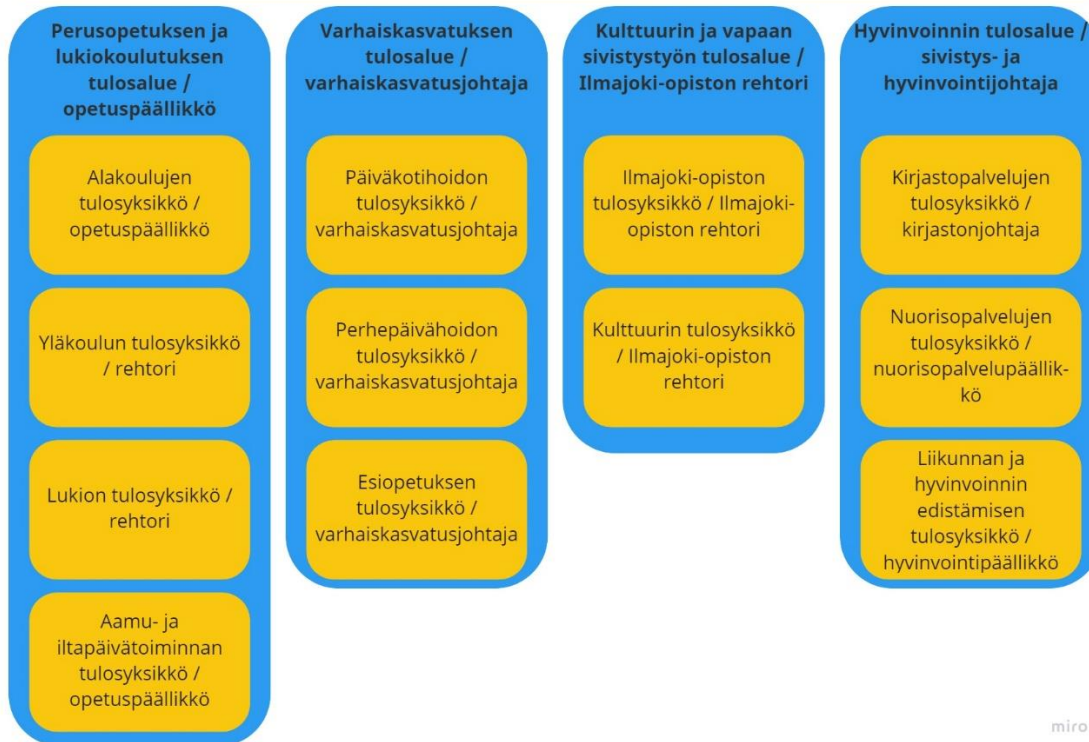 Perusopetuksen ja
lukiokoulutuksen
tulosalue /
opetuspäällikkö
Alakoulujen
tulosyksikkö /
opetuspäällikkö
Yläkoulun tulosyksikkö
/ rehtori
Lukion tulosyksikkö /
rehtori
Aamu- ja
iltapäivätoiminnan
tulosyksikkö /
opetuspäällikkö
Varhaiskasvatuksen
tulosalue /
varhaiskasvatusjohtaja
Päiväkotihoidon
tulosyksikkö /
varhaiskasvatusjohtaja
Perhepäivähoidon
tulosyksikkö /
varhaiskasvatusjohtaja
Esiopetuksen
tulosyksikkö /
varhaiskasvatusjohtaja
Kulttuurin ja vapaan
sivistystyön tulosalue /
Ilmajoki-opiston rehtori
Ilmajoki-opiston
tulosyksikkö / Ilmajoki-
opiston rehtori
Kulttuurin tulosyksikkö
/ Ilmajoki-opiston
rehtori
Hyvinvoinnin tulosalue /
sivistys- ja
hyvinvointijohtaja
Kirjastopalvelujen
tulosyksikkö /
kirjastonjohtaja
Nuorisopalvelujen
tulosyksikkö /
nuorisopalvelupäällik-
kö
Liikunnan ja
hyvinvoinnin
edistämisen
tulosyksikkö /
hyvinvointipäällikkö
miro